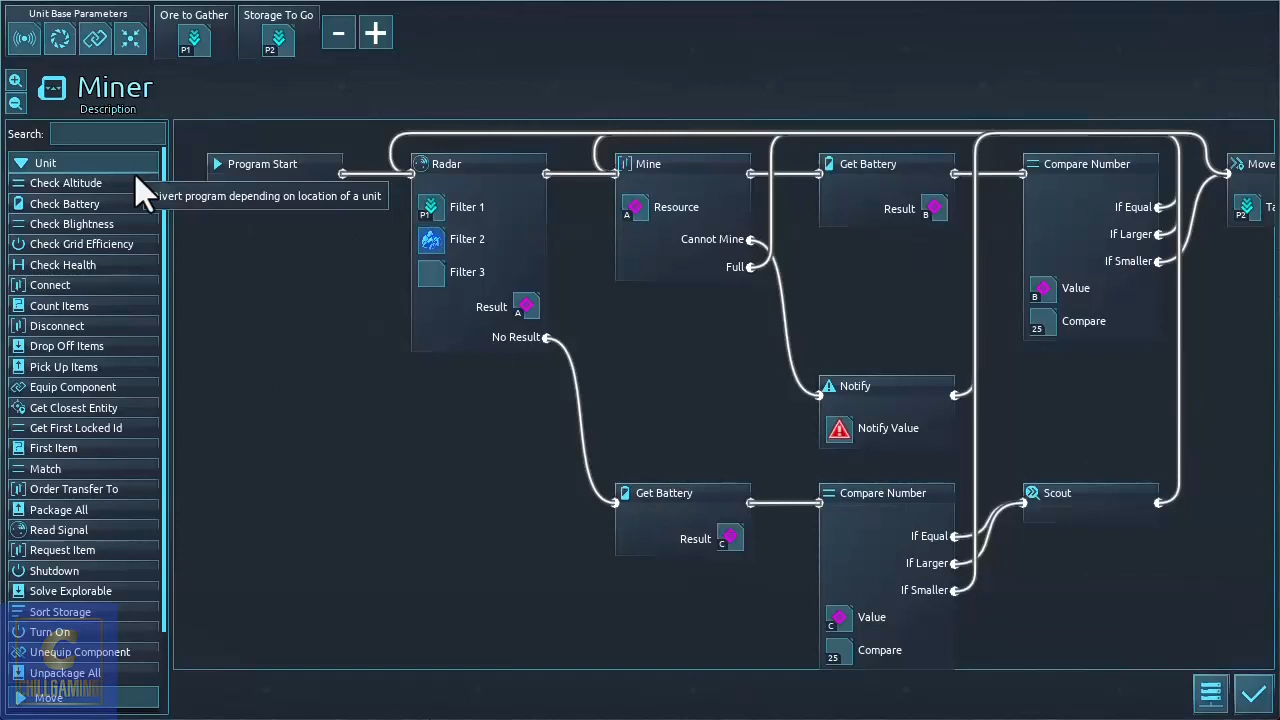 Unit Base Parameters
Ore to Gather
Storage To Go
P1
P2
Miner
Description
Search:
Unit
Check Altitude
ivert program depending on location of a unit
Check Battery
Check Blightness
Check Grid Efficiency
Check Health
Connect
Count Items
Disconnect
Drop Off Items
Pick Up Items
Equip Component
Get Closest Entity
Get First Locked Id
First Item
Match
Order Transfer To
Package All
Read Signal
Request Item
Shutdown
Solve Explorable
Sort Storage
Turn On
Unequip Component
Unpackage All
Move
C
CHILLGAMING
Program Start
Radar
P1
Filter 1
Filter 2
Filter 3
Result
A
No Result
Mine
A
Resource
Cannot Mine
Full
Get Battery
Result
B
Compare Number
If Equal
If Larger
If Smaller
B
Value
25
Compare
Move
P2
Ta
Notify
Notify Value
Get Battery
Result
C
Compare Number
If Equal
If Larger
If Smaller
C
Value
25
Compare
Scout